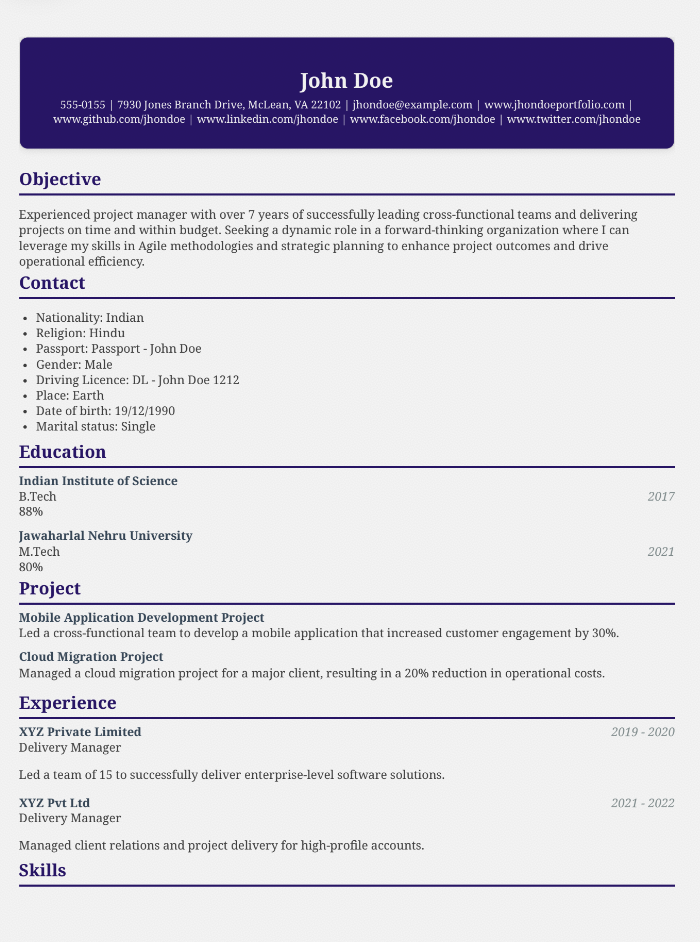 John Doe
555-0155 | 7930 Jones Branch Drive, McLean, VA 22102 | jhondoe@example.com | www.jhondoeportfolio.com |
www.github.com/jhondoe | www.linkedin.com/jhondoe | www.facebook.com/jhondoe | www.twitter.com/jhondoe
Objective
Experienced project manager with over 7 years of successfully leading cross-functional teams and delivering
projects on time and within budget. Seeking a dynamic role in a forward-thinking organization where I can
leverage my skills in Agile methodologies and strategic planning to enhance project outcomes and drive
operational efficiency.
Contact
• Nationality: Indian
• Religion: Hindu
• Passport: Passport - John Doe
• Gender: Male
• Driving Licence: DL - John Doe 1212
• Place: Earth
• Date of birth: 19/12/1990
• Marital status: Single
Education
Indian Institute of Science
B.Tech 2017
88%
Jawaharlal Nehru University
M.Tech 2021
80%
Project
Mobile Application Development Project
Led a cross-functional team to develop a mobile application that increased customer engagement by 30%.
Cloud Migration Project
Managed a cloud migration project for a major client, resulting in a 20% reduction in operational costs.
Experience
XYZ Private Limited 2019 - 2020
Delivery Manager
Led a team of 15 to successfully deliver enterprise-level software solutions.
XYZ Pvt Ltd 2021 - 2022
Delivery Manager
Managed client relations and project delivery for high-profile accounts.
Skills